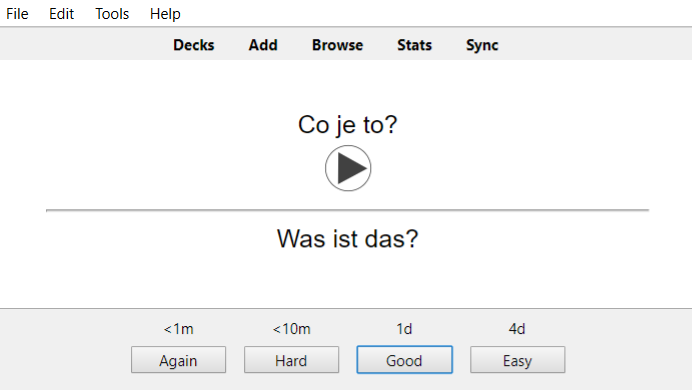 File Edit Tools Help
Decks Add Browse Stats Sync
Co je to?
Was ist das?
<1m <10m 1d 4d
Again Hard Good Easy